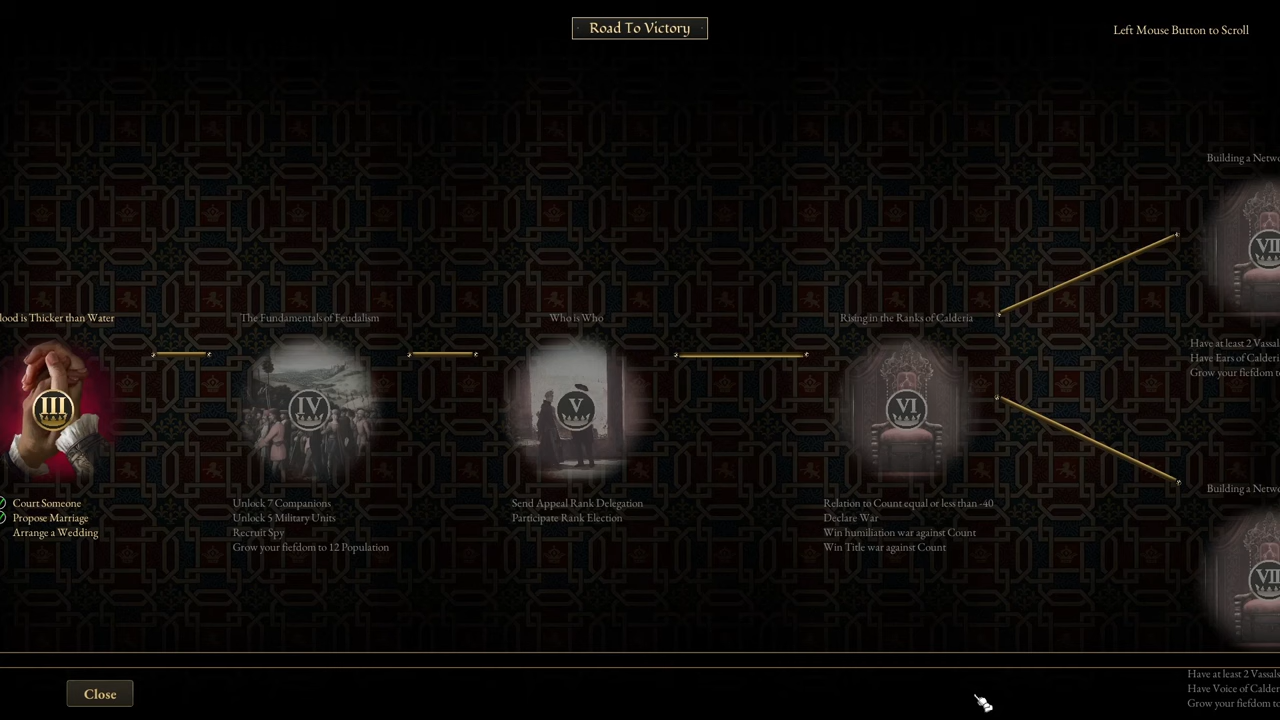 Road To Victory
Left Mouse Button to Scroll
Building a
lood is Thicker than Water
The Fundamentals of Feudalism
Who is Who
Rising in the Ranks of Calderia
III
IV
V
VI
VII
Have at least 2 Vassals
Have Ears of Calderi
Grow your fiefdom to
Court Someone
Propose Marriage
Arrange a Wedding
Unlock 7 Companions
Unlock 5 Military Units
Recruit Spy
Grow your fiefdom to 12 Population
Send Appeal Rank Delegation
Participate Rank Election
Relation to Count equal or less than -40
Declare War
Win humiliation war against Count
Win Title war against Count
Building a
VII
Have at least 2 Vassals
Have Voice of Calder
Grow your fiefdom to
Close